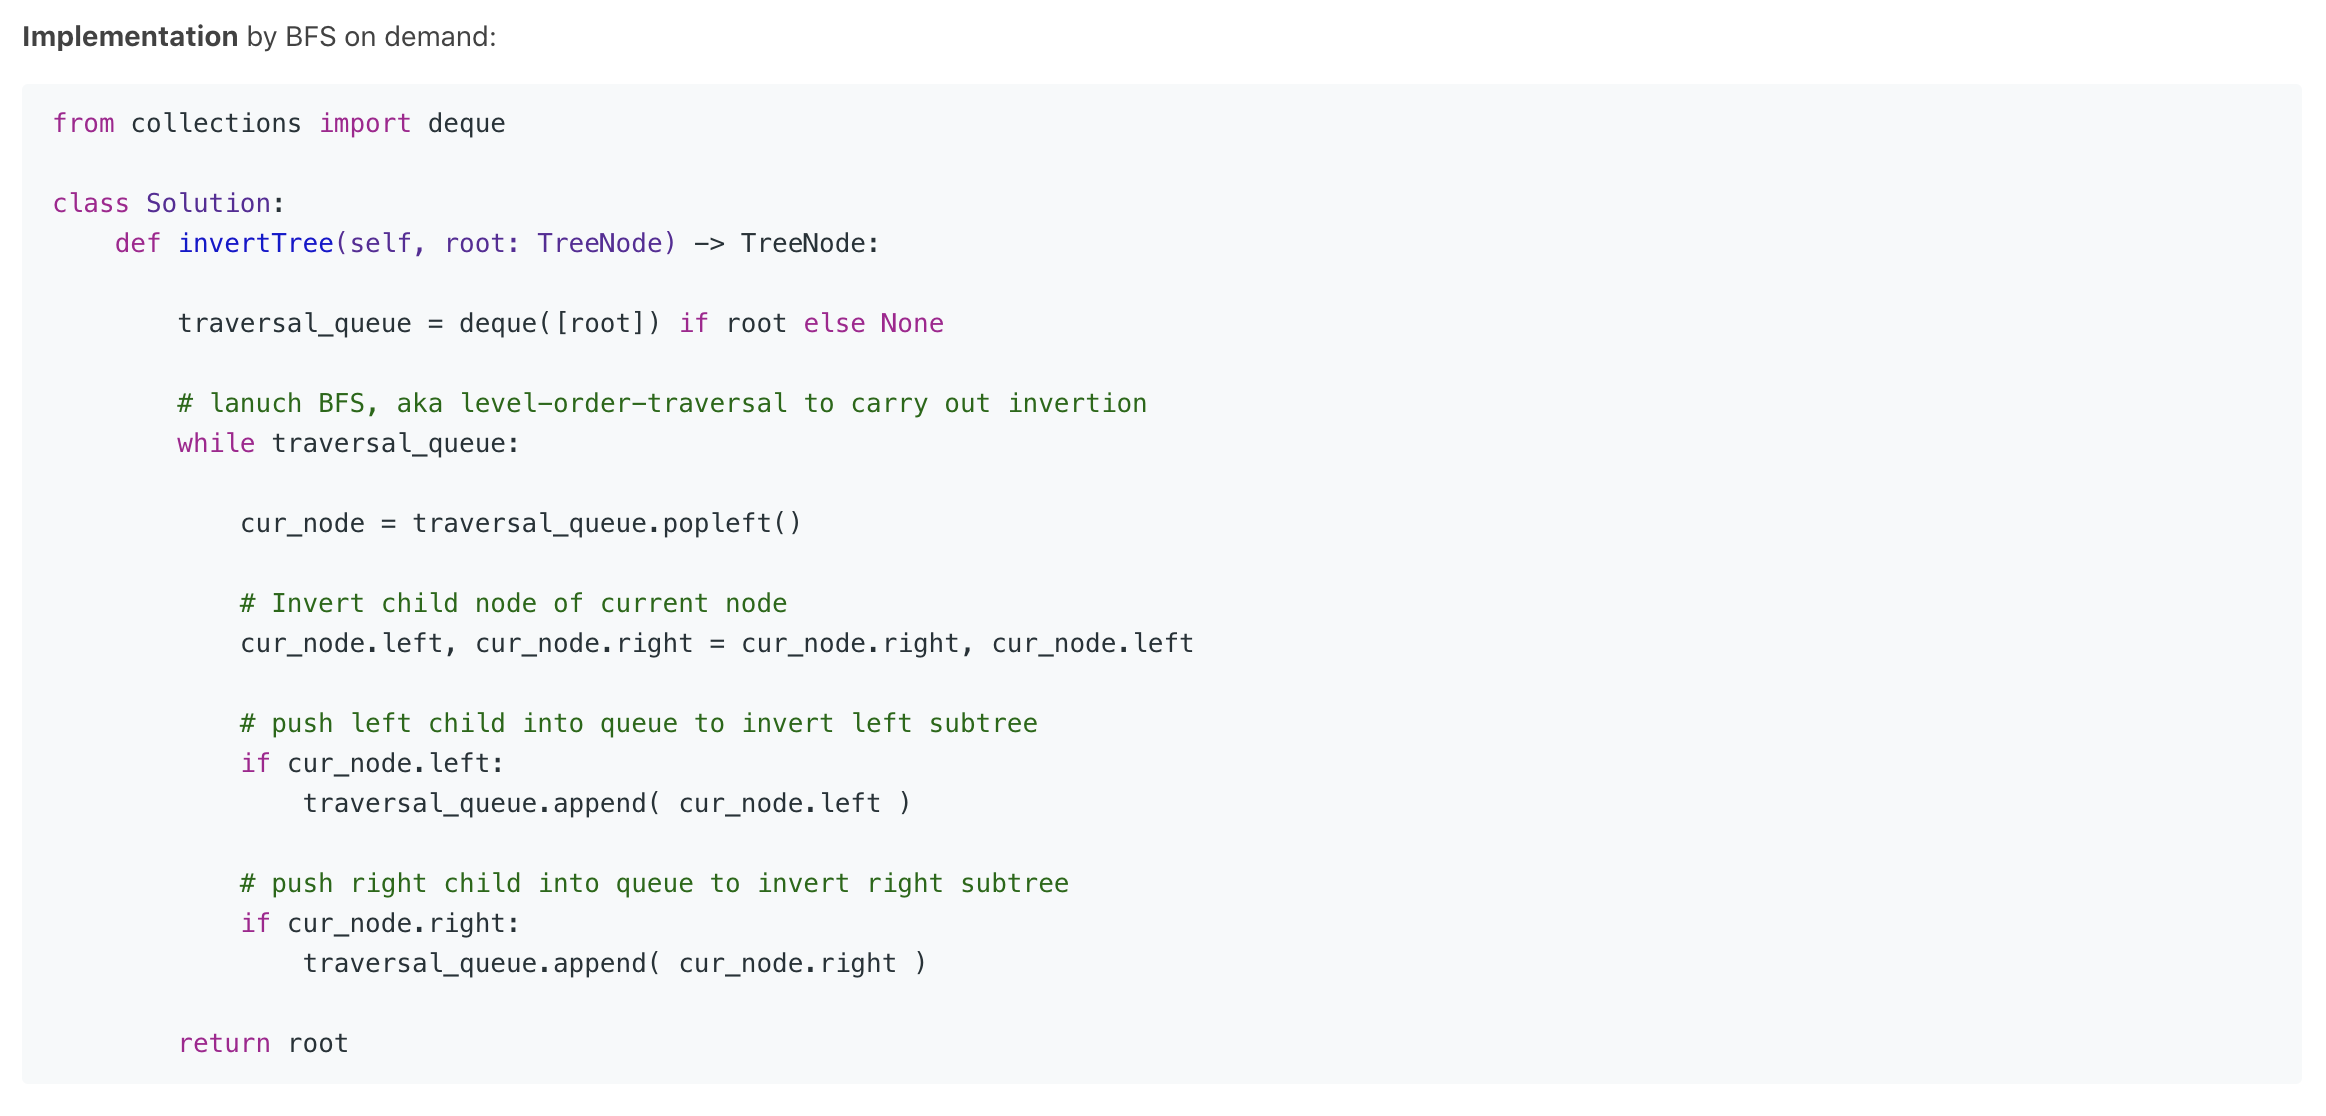 Implementation by BFS on demand:
from collections import deque
class Solution:
    def invertTree(self, root: TreeNode) -> TreeNode:
        traversal_queue = deque([root]) if root else None
        # lanuch BFS, aka level-order-traversal to carry out invertion
        while traversal_queue:
            cur_node = traversal_queue.popleft()
            # Invert child node of current node
            cur_node.left, cur_node.right = cur_node.right, cur_node.left
            # push left child into queue to invert left subtree
            if cur_node.left:
                traversal_queue.append( cur_node.left )
            # push right child into queue to invert right subtree
            if cur_node.right:
                traversal_queue.append( cur_node.right )
        return root